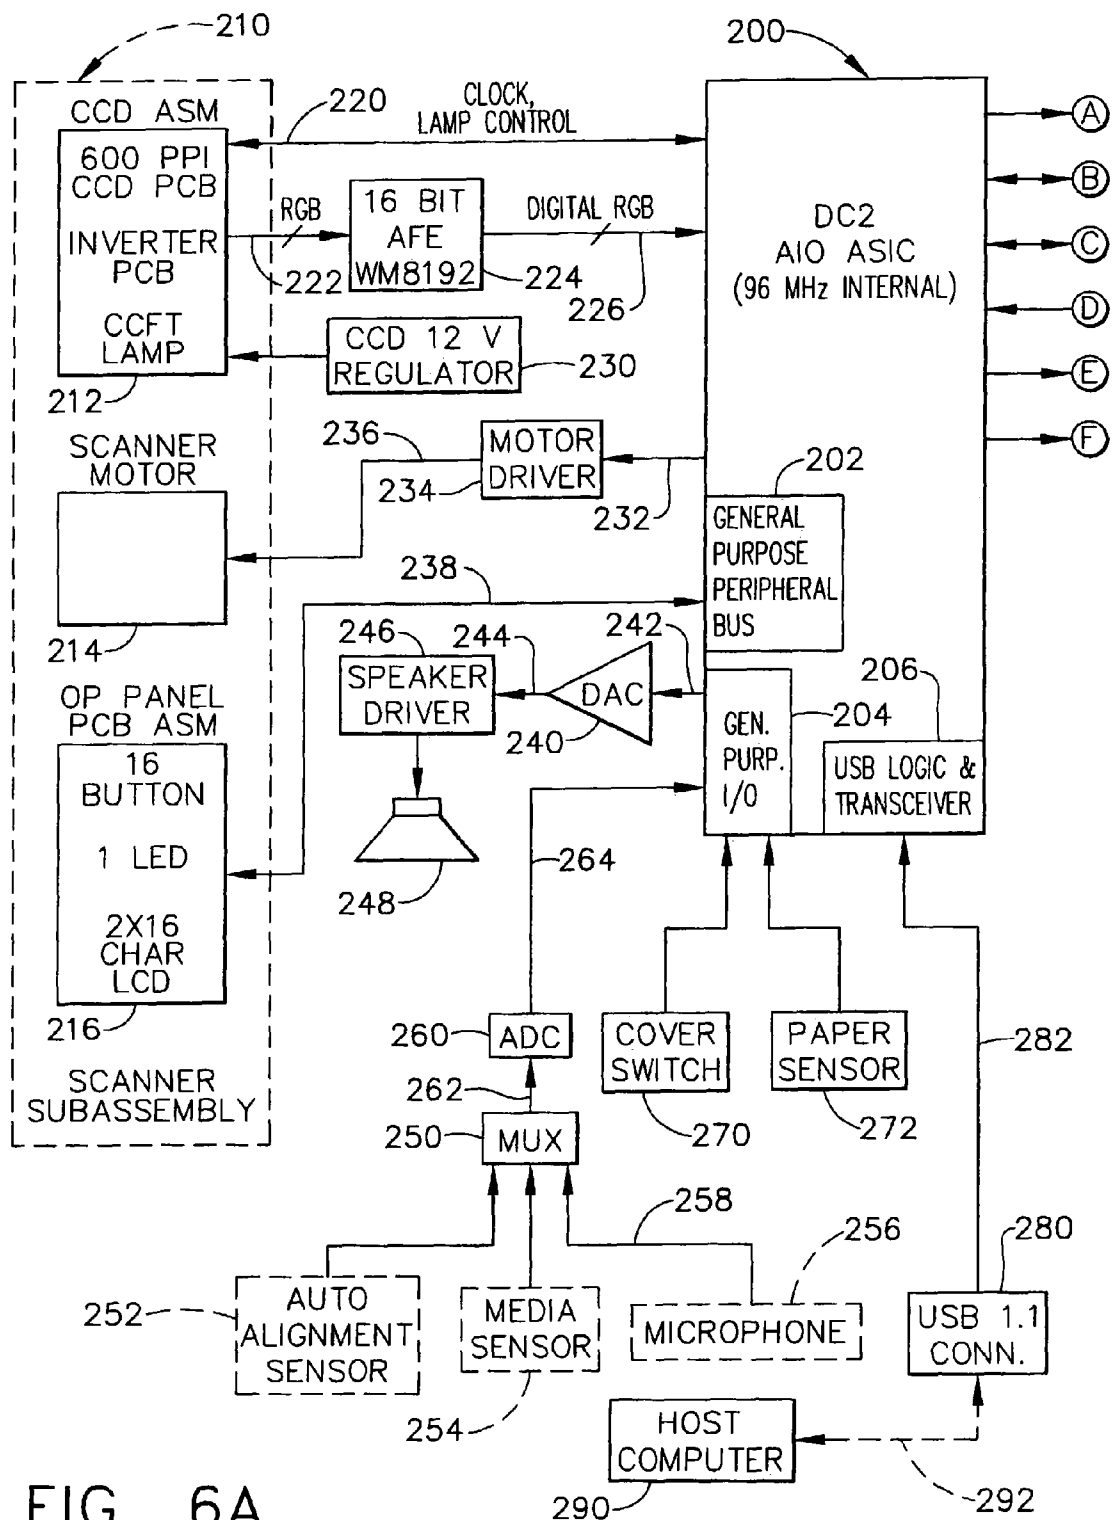 210
200
CCD ASM
600 PPI
CCD PCB
INVERTER
PCB
CCFT
LAMP
212
220
CLOCK,
LAMP CONTROL
RGB
222
16 BIT
AFE
WM8192
224
DIGITAL RGB
226
CCD 12 V
REGULATOR
230
DC2
AIO ASIC
(96 MHz INTERNAL)
A
B
C
D
E
F
SCANNER
MOTOR
214
236
234
MOTOR
DRIVER
232
202
GENERAL
PURPOSE
PERIPHERAL
BUS
238
246
244
242
SPEAKER
DRIVER
DAC
240
248
GEN.
PURP.
I/O
204
206
USB LOGIC &
TRANSCEIVER
OP PANEL
PCB ASM
16
BUTTON
1 LED
2X16
CHAR
LCD
216
SCANNER
SUBASSEMBLY
264
260
ADC
262
250
MUX
COVER
SWITCH
270
PAPER
SENSOR
272
282
258
256
280
252
AUTO
ALIGNMENT
SENSOR
MEDIA
SENSOR
254
MICROPHONE
USB 1.1
CONN.
HOST
COMPUTER
290
292
FIG. 6A